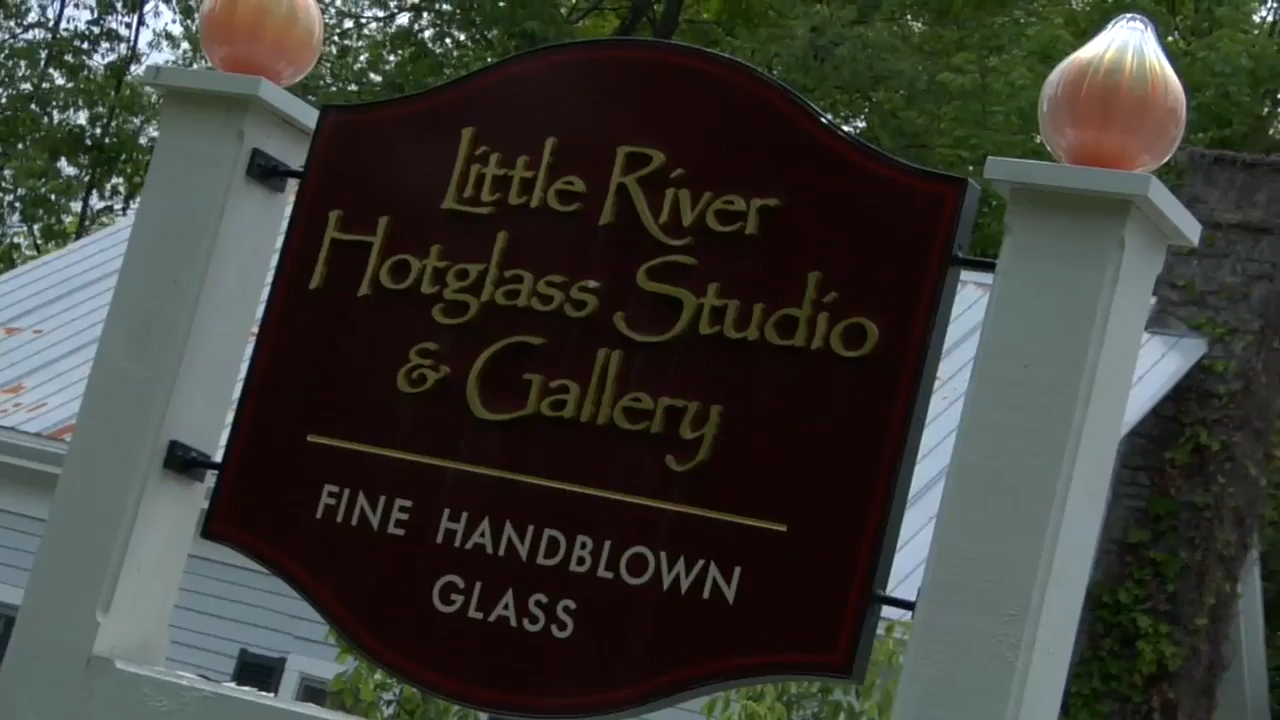 Little River
Hotglass Studio
& Gallery
FINE HANDBLOWN
GLASS